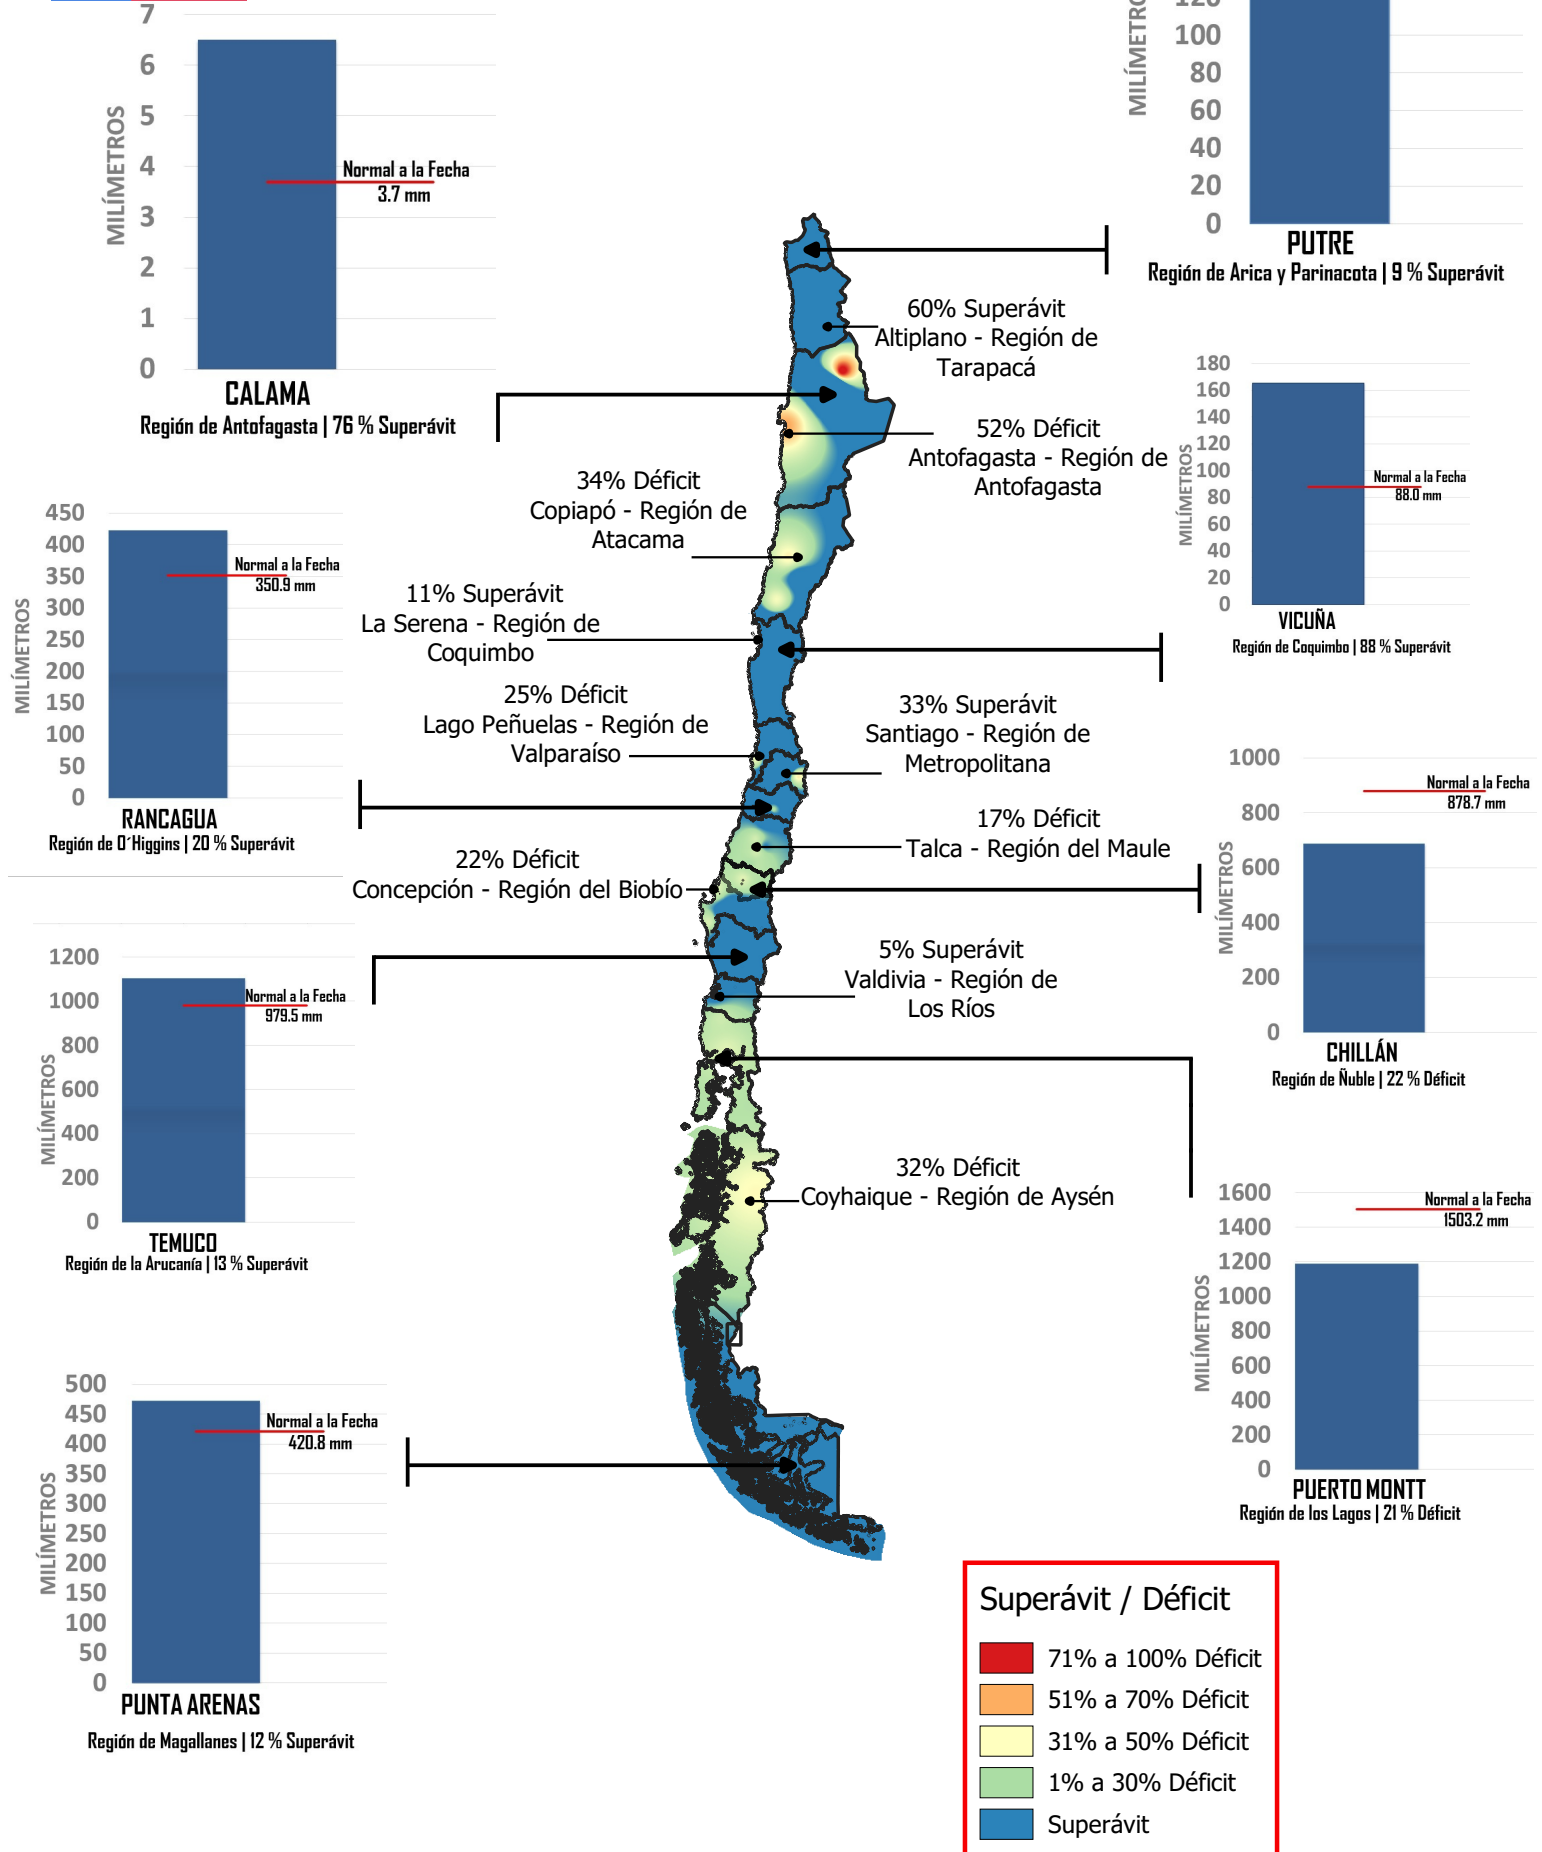 7
6
5
4
3
2
1
0
MILÍMETROS
Normal a la Fecha
3.7 mm
CALAMA
Región de Antofagasta | 76 % Superávit
120
100
80
60
40
20
0
PUTRE
Región de Arica y Parinacota | 9 % Superávit
60% Superávit
Altiplano - Región de
Tarapacá
52% Déficit
Antofagasta - Región de
Antofagasta
34% Déficit
Copiapó - Región de
Atacama
11% Superávit
La Serena - Región de
Coquimbo
25% Déficit
Lago Peñuelas - Región de
Valparaíso
33% Superávit
Santiago - Región de
Metropolitana
17% Déficit
Talca - Región del Maule
22% Déficit
Concepción - Región del Biobío
5% Superávit
Valdivia - Región de
Los Ríos
32% Déficit
Coyhaique - Región de Aysén
180
160
140
120
100
80
60
40
20
0
MILÍMETROS
Normal a la Fecha
88.0 mm
VICUÑA
Región de Coquimbo | 88 % Superávit
450
400
350
300
250
200
150
100
50
0
MILÍMETROS
Normal a la Fecha
350.9 mm
RANCAGUA
Región de O´Higgins | 20 % Superávit
1000
800
600
400
200
0
MILÍMETROS
Normal a la Fecha
878.7 mm
CHILLÁN
Región de Ñuble | 22 % Déficit
1200
1000
800
600
400
200
0
MILÍMETROS
Normal a la Fecha
979.5 mm
TEMUCO
Región de la Arucanía | 13 % Superávit
1600
1400
1200
1000
800
600
400
200
0
MILÍMETROS
Normal a la Fecha
1503.2 mm
PUERTO MONTT
Región de los Lagos | 21 % Déficit
500
450
400
350
300
250
200
150
100
50
0
MILÍMETROS
Normal a la Fecha
420.8 mm
PUNTA ARENAS
Región de Magallanes | 12 % Superávit
Superávit / Déficit
71% a 100% Déficit
51% a 70% Déficit
31% a 50% Déficit
1% a 30% Déficit
Superávit